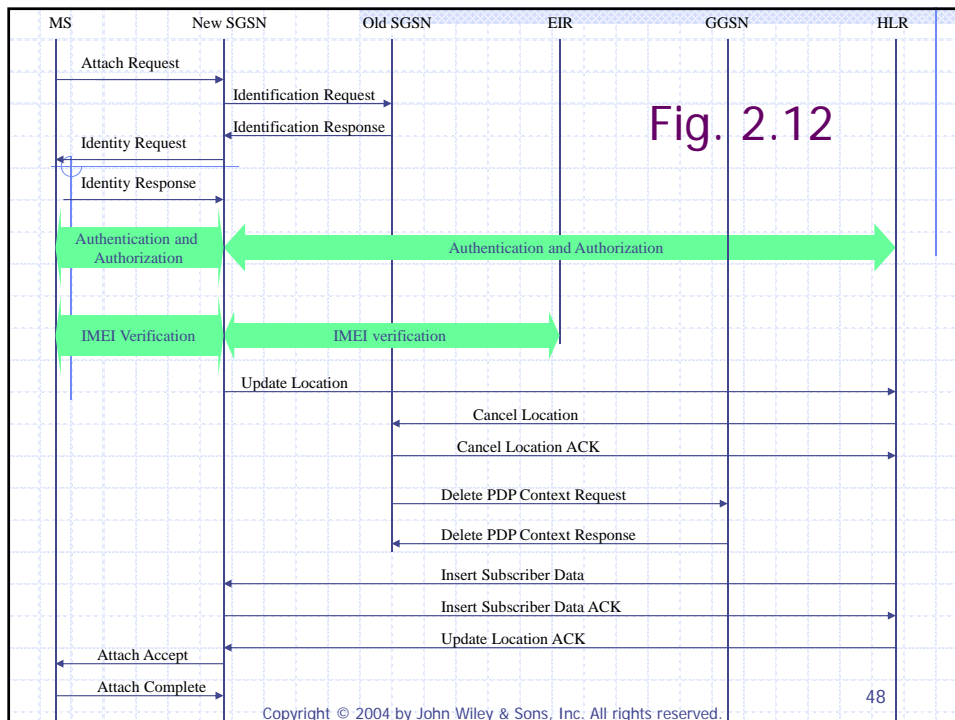 MS New SGSN Old SGSN EIR GGSN HLR
Attach Request
Identification Request
Fig. 2.12
Identification Response
Identity Request
Identity Response
Authentication and
Authorization
Authentication and Authorization
IMEI Verification
IMEI verification
Update Location
Cancel Location
Cancel Location ACK
Delete PDP Context Request
Delete PDP Context Response
Insert Subscriber Data
Insert Subscriber Data ACK
Update Location ACK
Attach Accept
Attach Complete
48
Copyright © 2004 by John Wiley & Sons, Inc. All rights reserved.